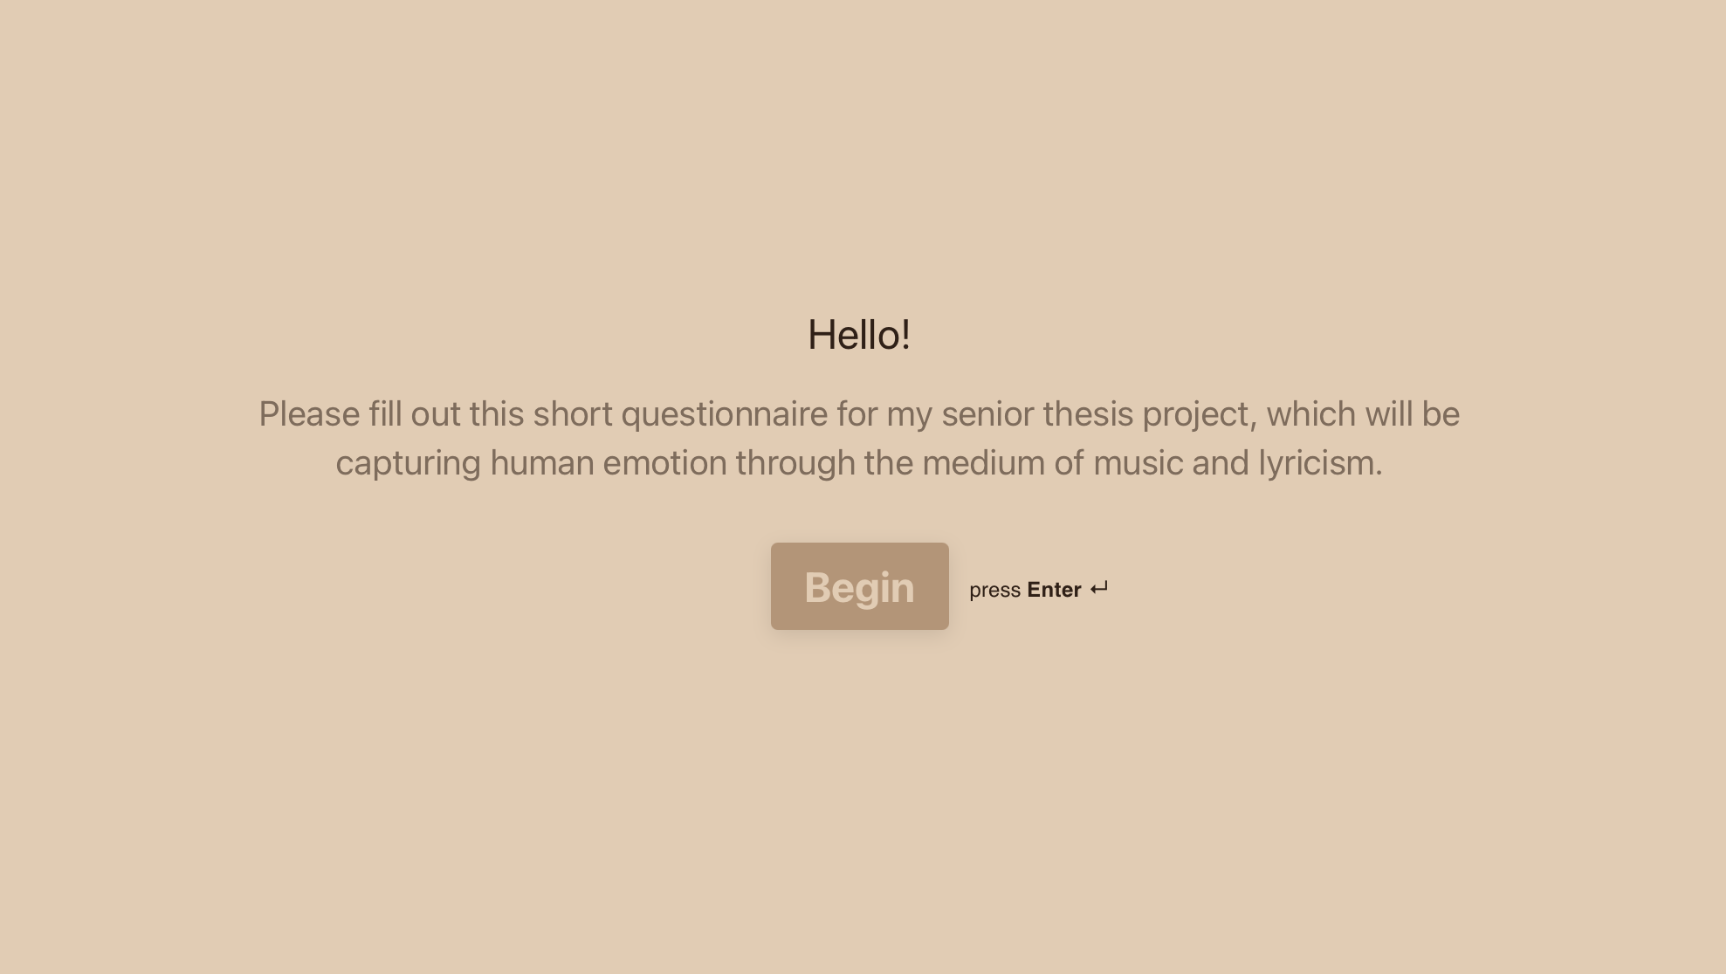 Hello!
Please fill out this short questionnaire for my senior thesis project, which will be
capturing human emotion through the medium of music and lyricism.
Begin
press Enter ↵